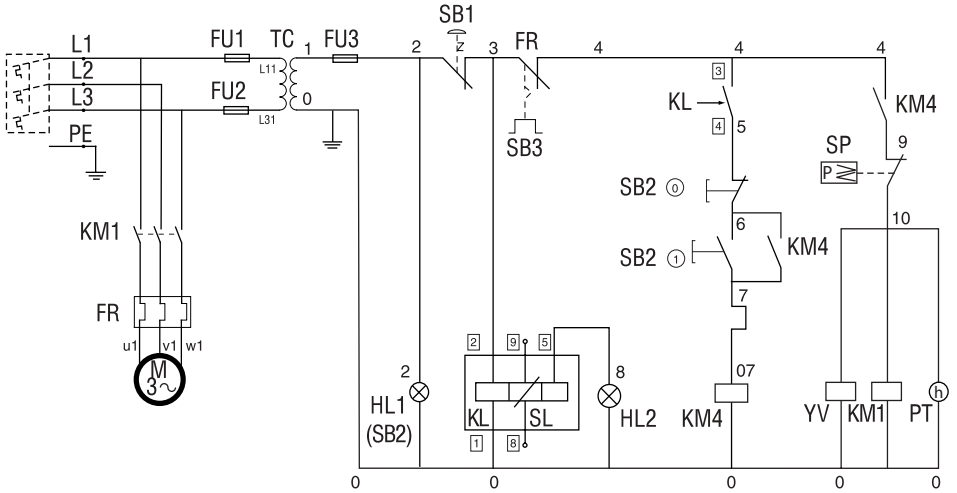 SB1
L1 FU1 TC 1 FU3 2 Z 3 FR 4 4 4
L11
L2
L3 FU2 0
L31
PE
SB3
3
KL
4 5
KM4
SP 9
P
SB2 0
6
10
KM1
SB2 1
KM4
7
FR
u1 v1 w1
M
3~
2 9 5
2 8 07
HL1
(SB2)
KL SL HL2 KM4 YV KM1 PT h
1 8
0 0 0 0 0